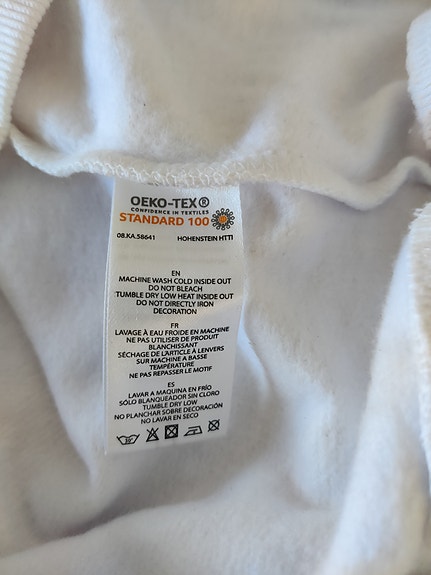 OEKO-TEX®
CONFIDENCE IN TEXTILES
STANDARD 100
08.KA.58641 HOHENSTEIN HTTI
EN
MACHINE WASH COLD INSIDE OUT
DO NOT BLEACH
TUMBLE DRY LOW HEAT INSIDE OUT
DO NOT DIRECTLY IRON
DECORATION
FR
LAVAGE À EAU FROIDE EN MACHINE
NE PAS UTILISER DE PRODUIT
BLANCHISSANT
SÉCHAGE DE L'ARTICLE À L'ENVERS
SUR MACHINE A BASSE
TEMPÉRATURE
NE PAS REPASSER LE MOTIF
ES
LAVAR A MAQUINA EN FRÍO
SÓLO BLANQUEADOR SIN CLORO
TUMBLE DRY LOW
NO PLANCHAR SOBRE DECORACIÓN
NO LAVAR EN SECO